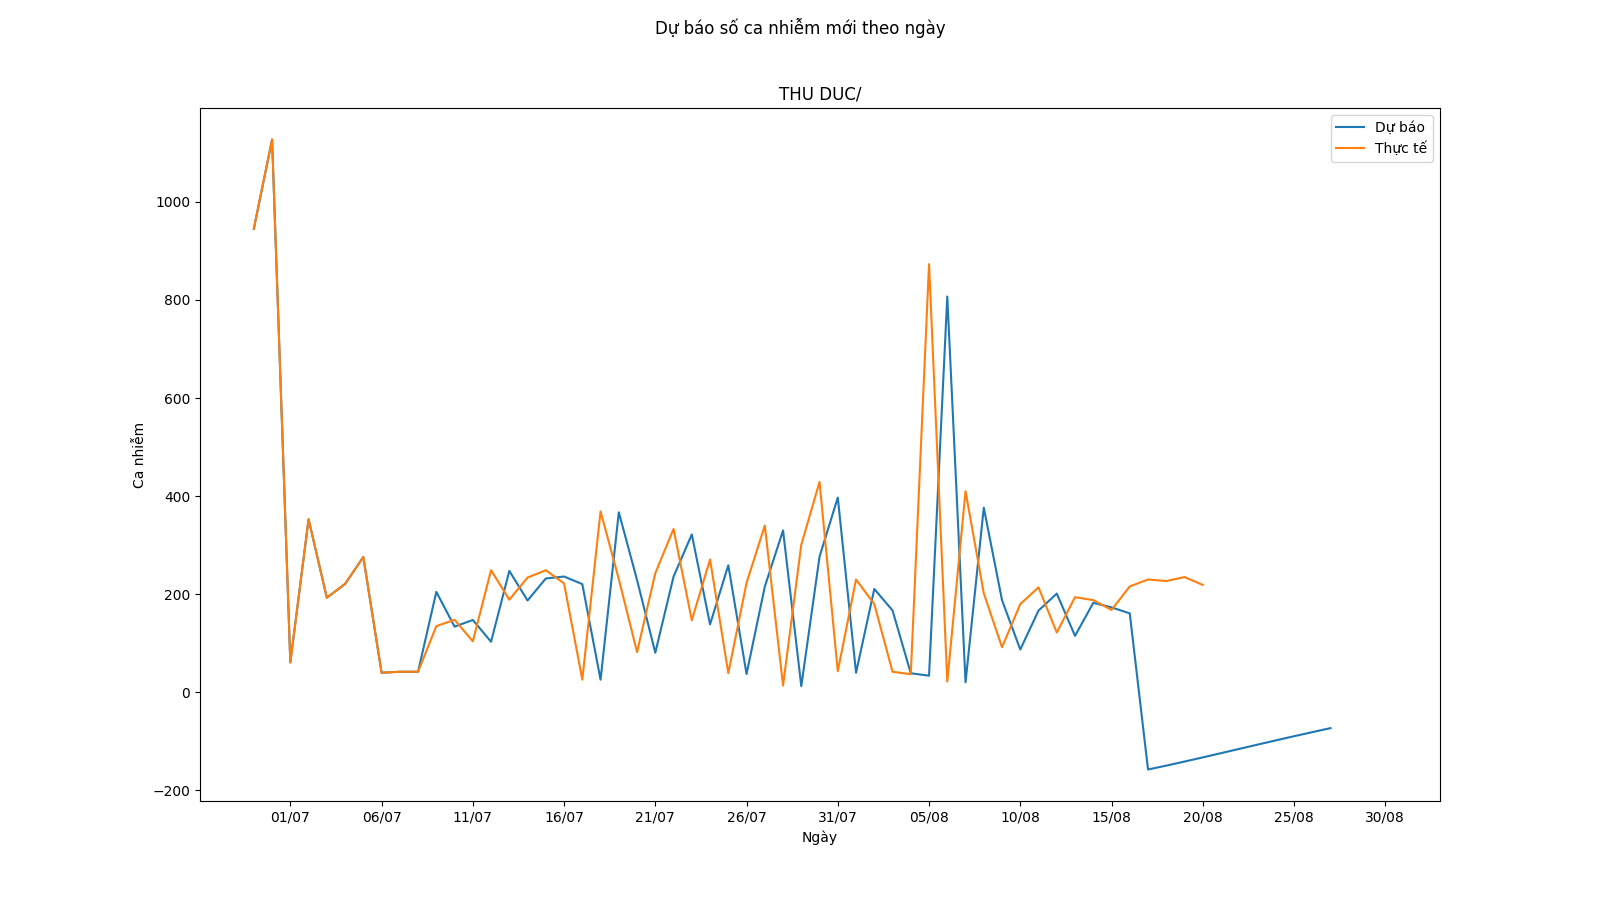 Dự báo số ca nhiễm mới theo ngày
THU DUC/
Dự báo
Thực tế
1000
800
600
400
200
0
−200
Ca nhiễm
01/07 06/07 11/07 16/07 21/07 26/07 31/07 05/08 10/08 15/08 20/08 25/08 30/08
Ngày